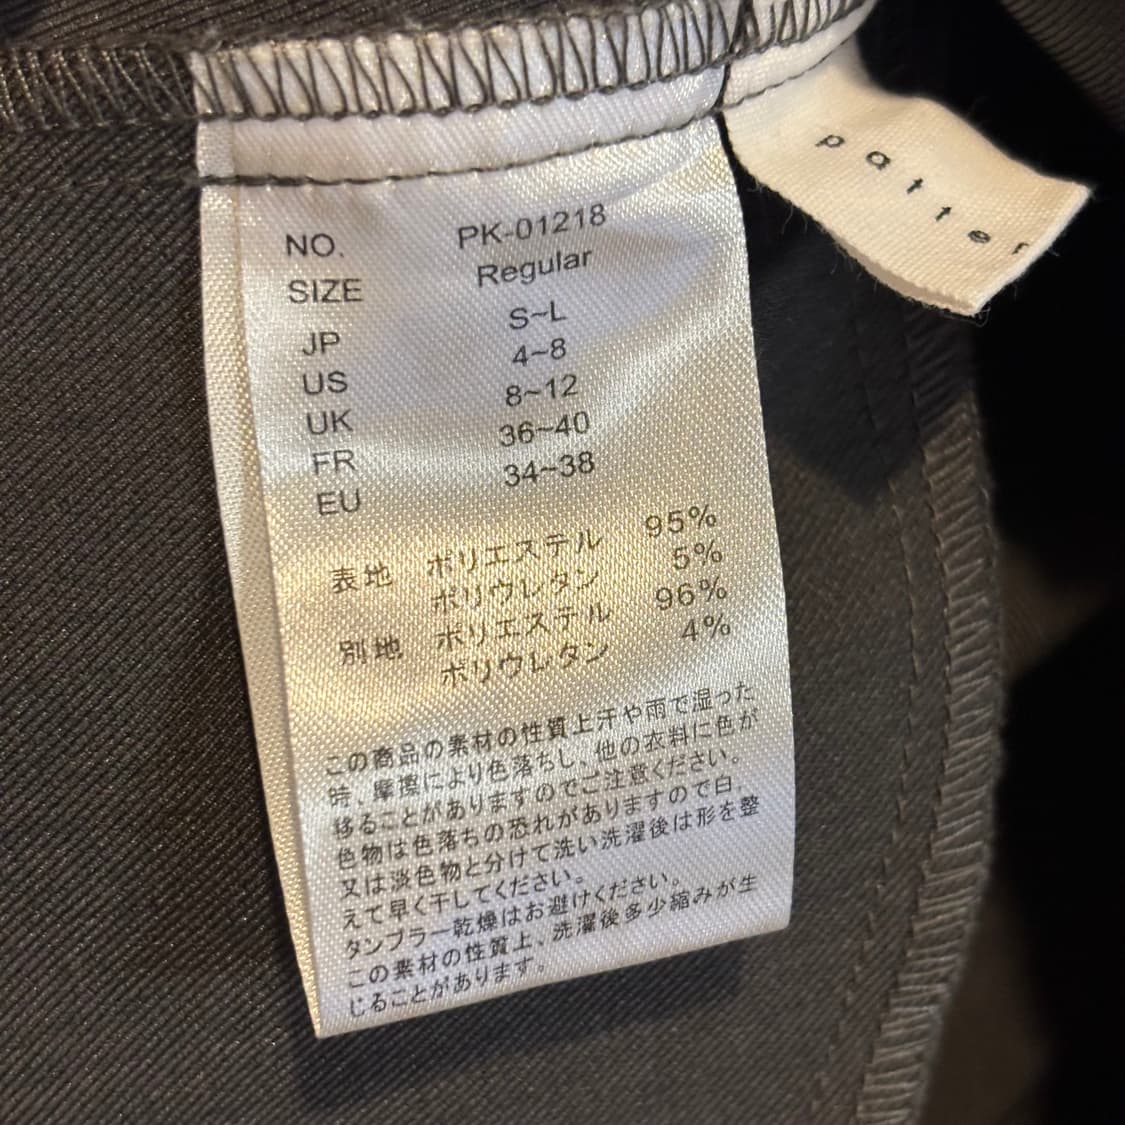 NO. PK-01218
SIZE Regular
JP S~L
US 4~8
UK 8~12
FR 36~40
EU 34~38
表地 ポリエステル 95%
ポリウレタン 5%
別地 ポリエステル 96%
ポリウレタン 4%
この商品の素材の性質上汗や雨で湿った
時、摩擦により色落ちし、他の衣料に色が
移ることがありますのでご注意ください。
色物は色落ちの恐れがありますので白、
又は淡色物と分けて洗い洗濯後は形を整
えて早く干してください。
タンブラー乾燥はお避けください。
この素材の性質上、洗濯後多少縮みが生
じることがあります。
patter